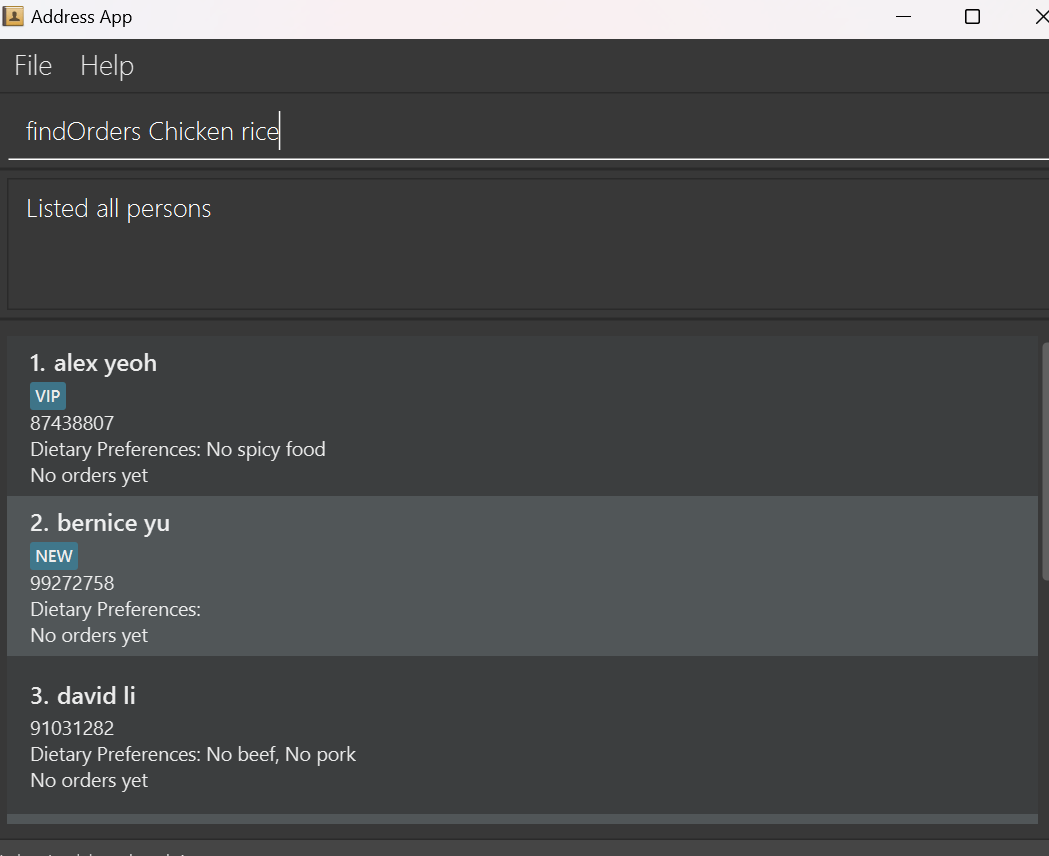 Address App
File Help
findOrders Chicken rice
Listed all persons
1. alex yeoh
VIP
87438807
Dietary Preferences: No spicy food
No orders yet
2. bernice yu
NEW
99272758
Dietary Preferences:
No orders yet
3. david li
91031282
Dietary Preferences: No beef, No pork
No orders yet